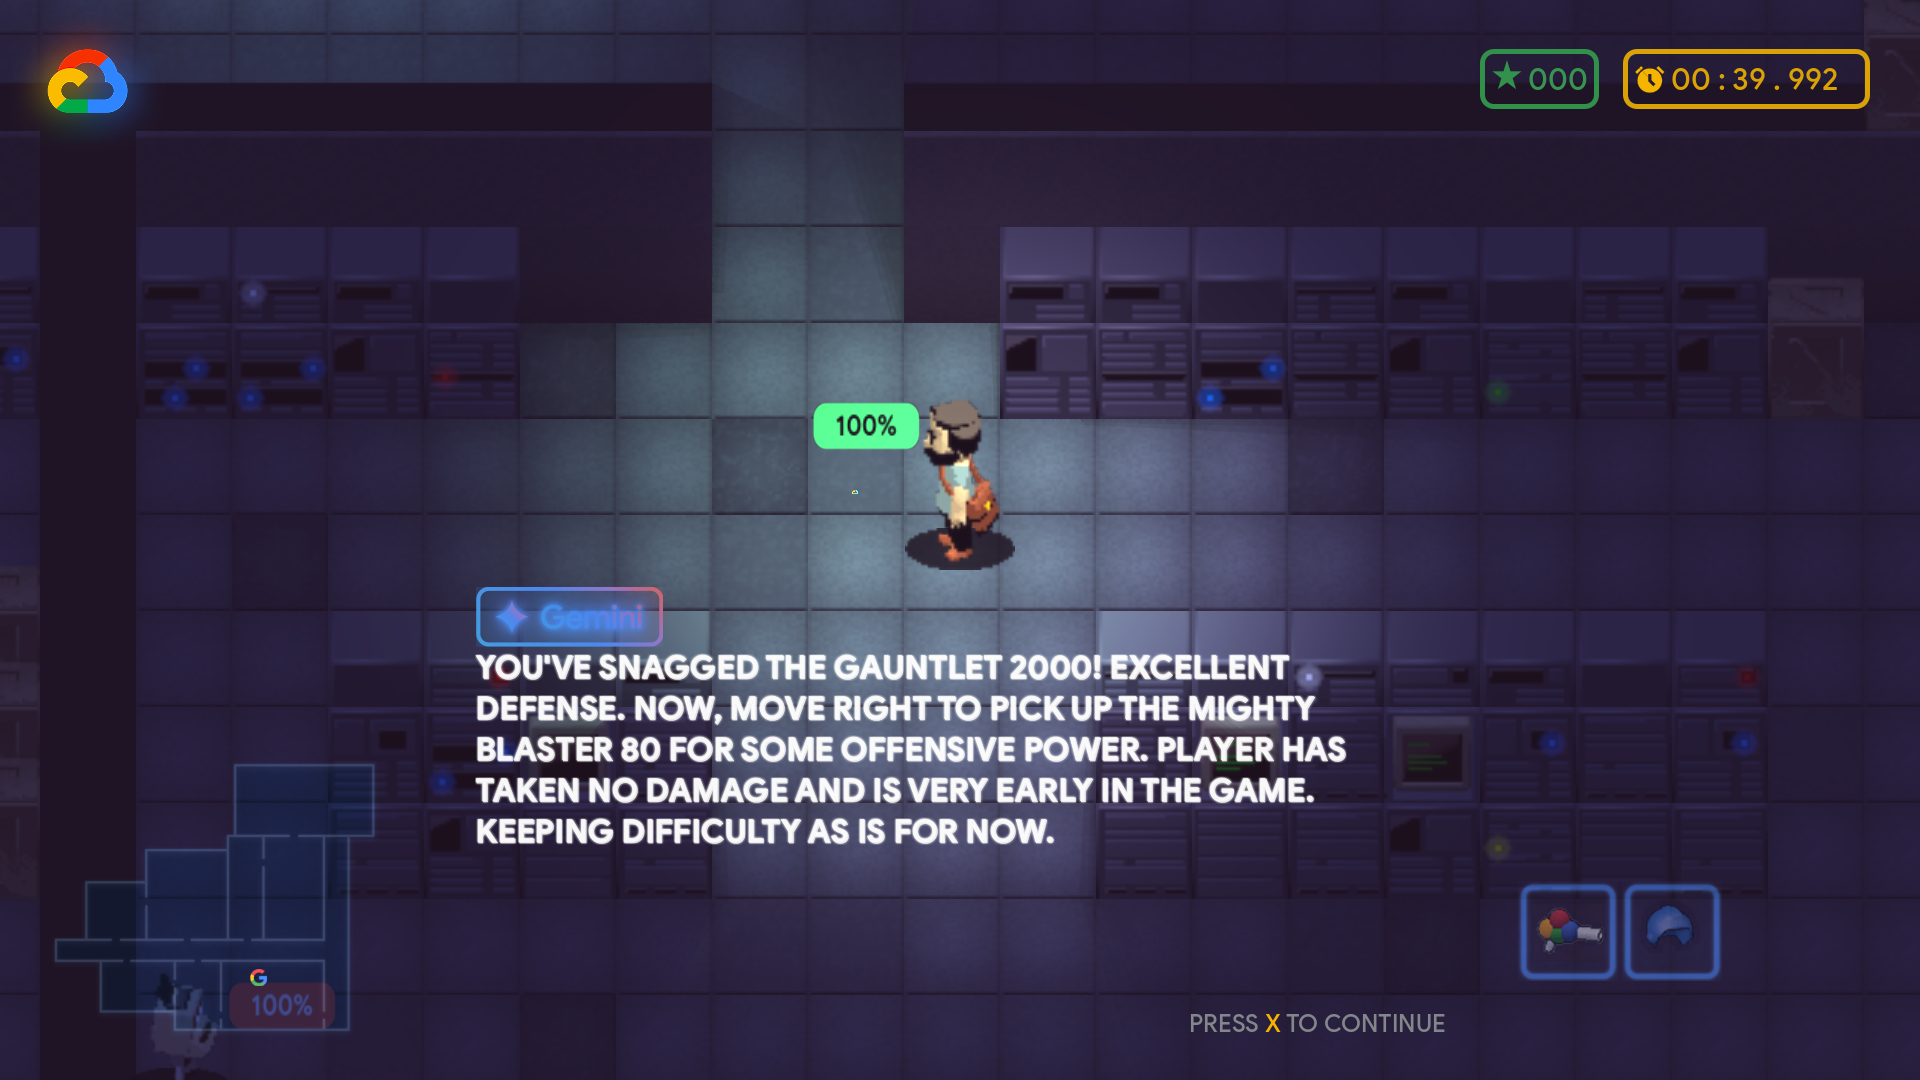 ★000
00:39.992
100%
Gemini
YOU'VE SNAGGED THE GAUNTLET 2000! EXCELLENT
DEFENSE. NOW, MOVE RIGHT TO PICK UP THE MIGHTY
BLASTER 80 FOR SOME OFFENSIVE POWER. PLAYER HAS
TAKEN NO DAMAGE AND IS VERY EARLY IN THE GAME.
KEEPING DIFFICULTY AS IS FOR NOW.
G
100%
PRESS X TO CONTINUE